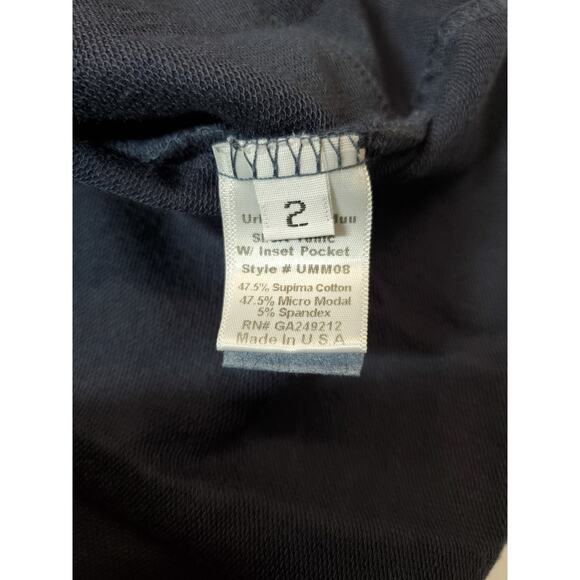 2
W/ Inset Pocket
Style # UMM08
47.5% Supima Cotton
47.5% Micro Modal
5% Spandex
RN# GA249212
Made In U.S.A